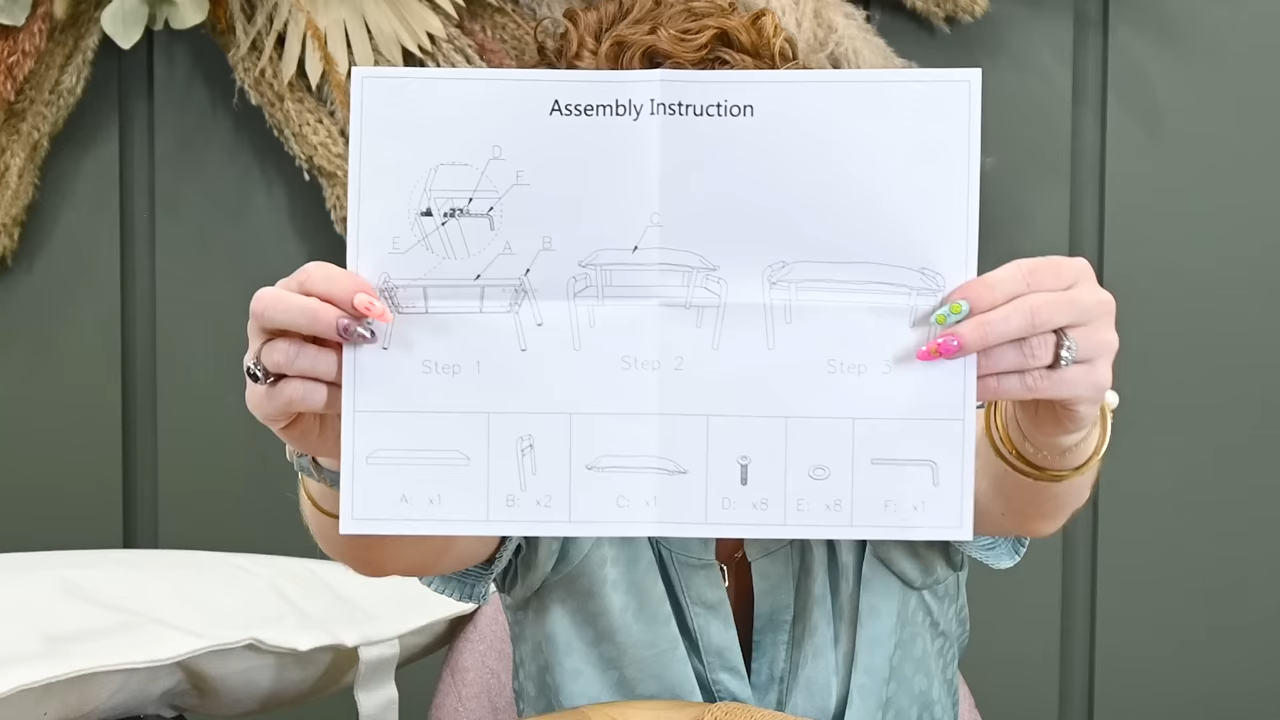 Assembly Instruction
D
F
E
A
B
C
Step 1
Step 2
Step 3
A: x1
B: x2
C: x1
D: x8
E: x8
F: x1